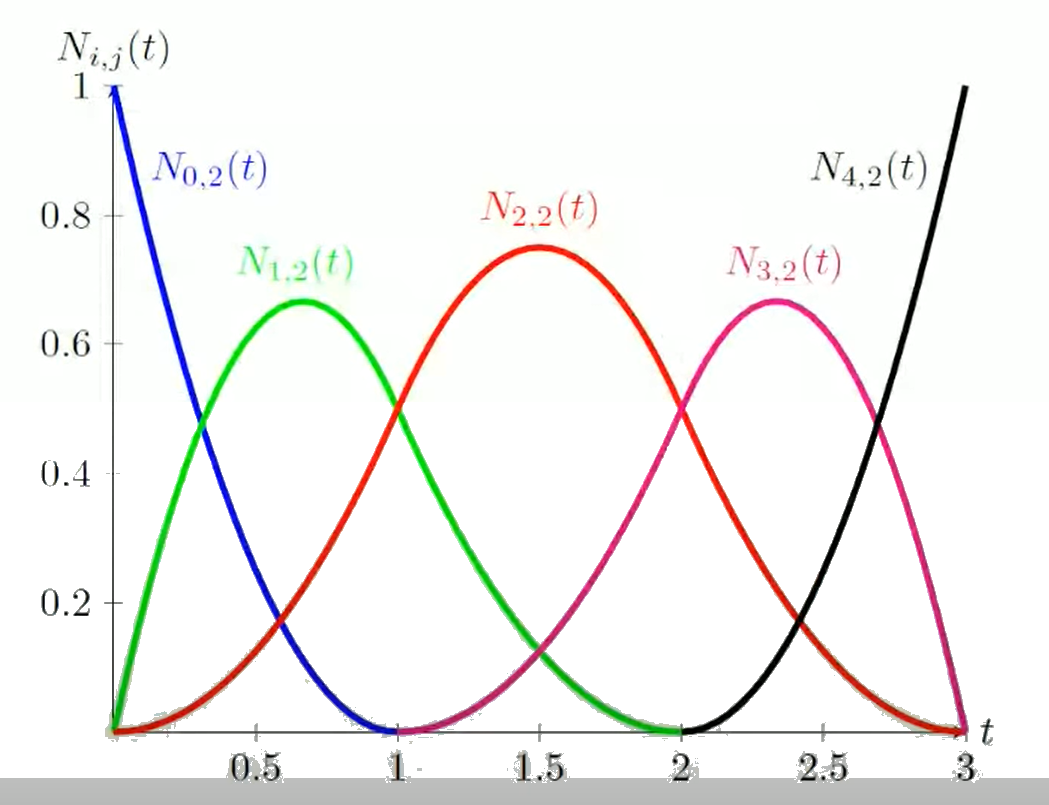 N_{i,j}(t)
1
N_{0,2}(t)
N_{4,2}(t)
0.8
N_{2,2}(t)
N_{1,2}(t)
N_{3,2}(t)
0.6
0.4
0.2
t
0.5 1 1.5 2 2.5 3